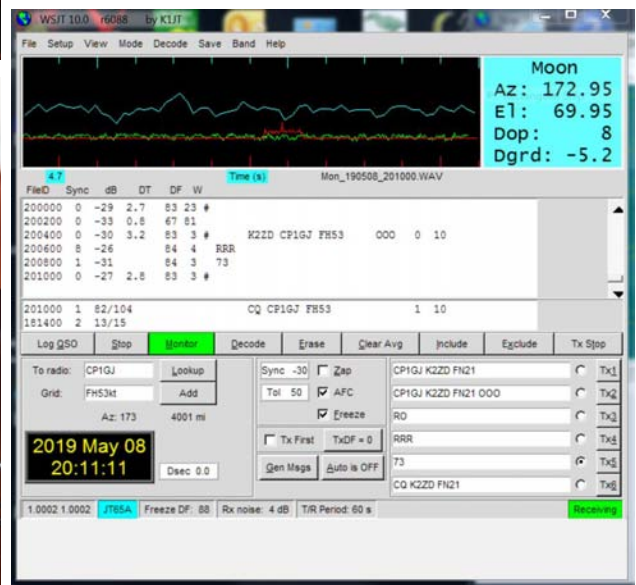 WSJT 10.0 r6088 by K1JT
File Setup View Mode Decode Save Band Help
Moon
Az: 172.95
El: 69.95
Dop: 8
Dgrd: -5.2
4.7 Time (s) Mon_190508_201000.WAV
FileID Sync dB DT DF W
200000 0 -29 2.7 83 23 #
200200 0 -33 0.8 67 81
200400 0 -30 3.2 83 3 # K2ZD CP1GJ FH53 OOO 0 10
200600 8 -26 84 4 RRR
200800 1 -31 84 3 73
201000 0 -27 2.8 83 3 #
201000 1 82/104 CQ CP1GJ FH53 1 10
181400 2 13/15
Log QSO Stop Monitor Decode Erase Clear Avg Include Exclude Tx Stop
To radio: CP1GJ Lookup
Grid: FH53kt Add
Az: 173 4001 mi
2019 May 08
20:11:11
Dsec 0.0
Sync -30 Zap
Tol 50 AFC
Freeze
Tx First TxDF = 0
Gen Msgs Auto is OFF
CP1GJ K2ZD FN21 Tx1
CP1GJ K2ZD FN21 OOO Tx2
RO Tx3
RRR Tx4
73 Tx5
CQ K2ZD FN21 Tx6
1.0002 1.0002 JT65A Freeze DF: 88 Rx noise: 4 dB T/R Period: 60 s Receiving